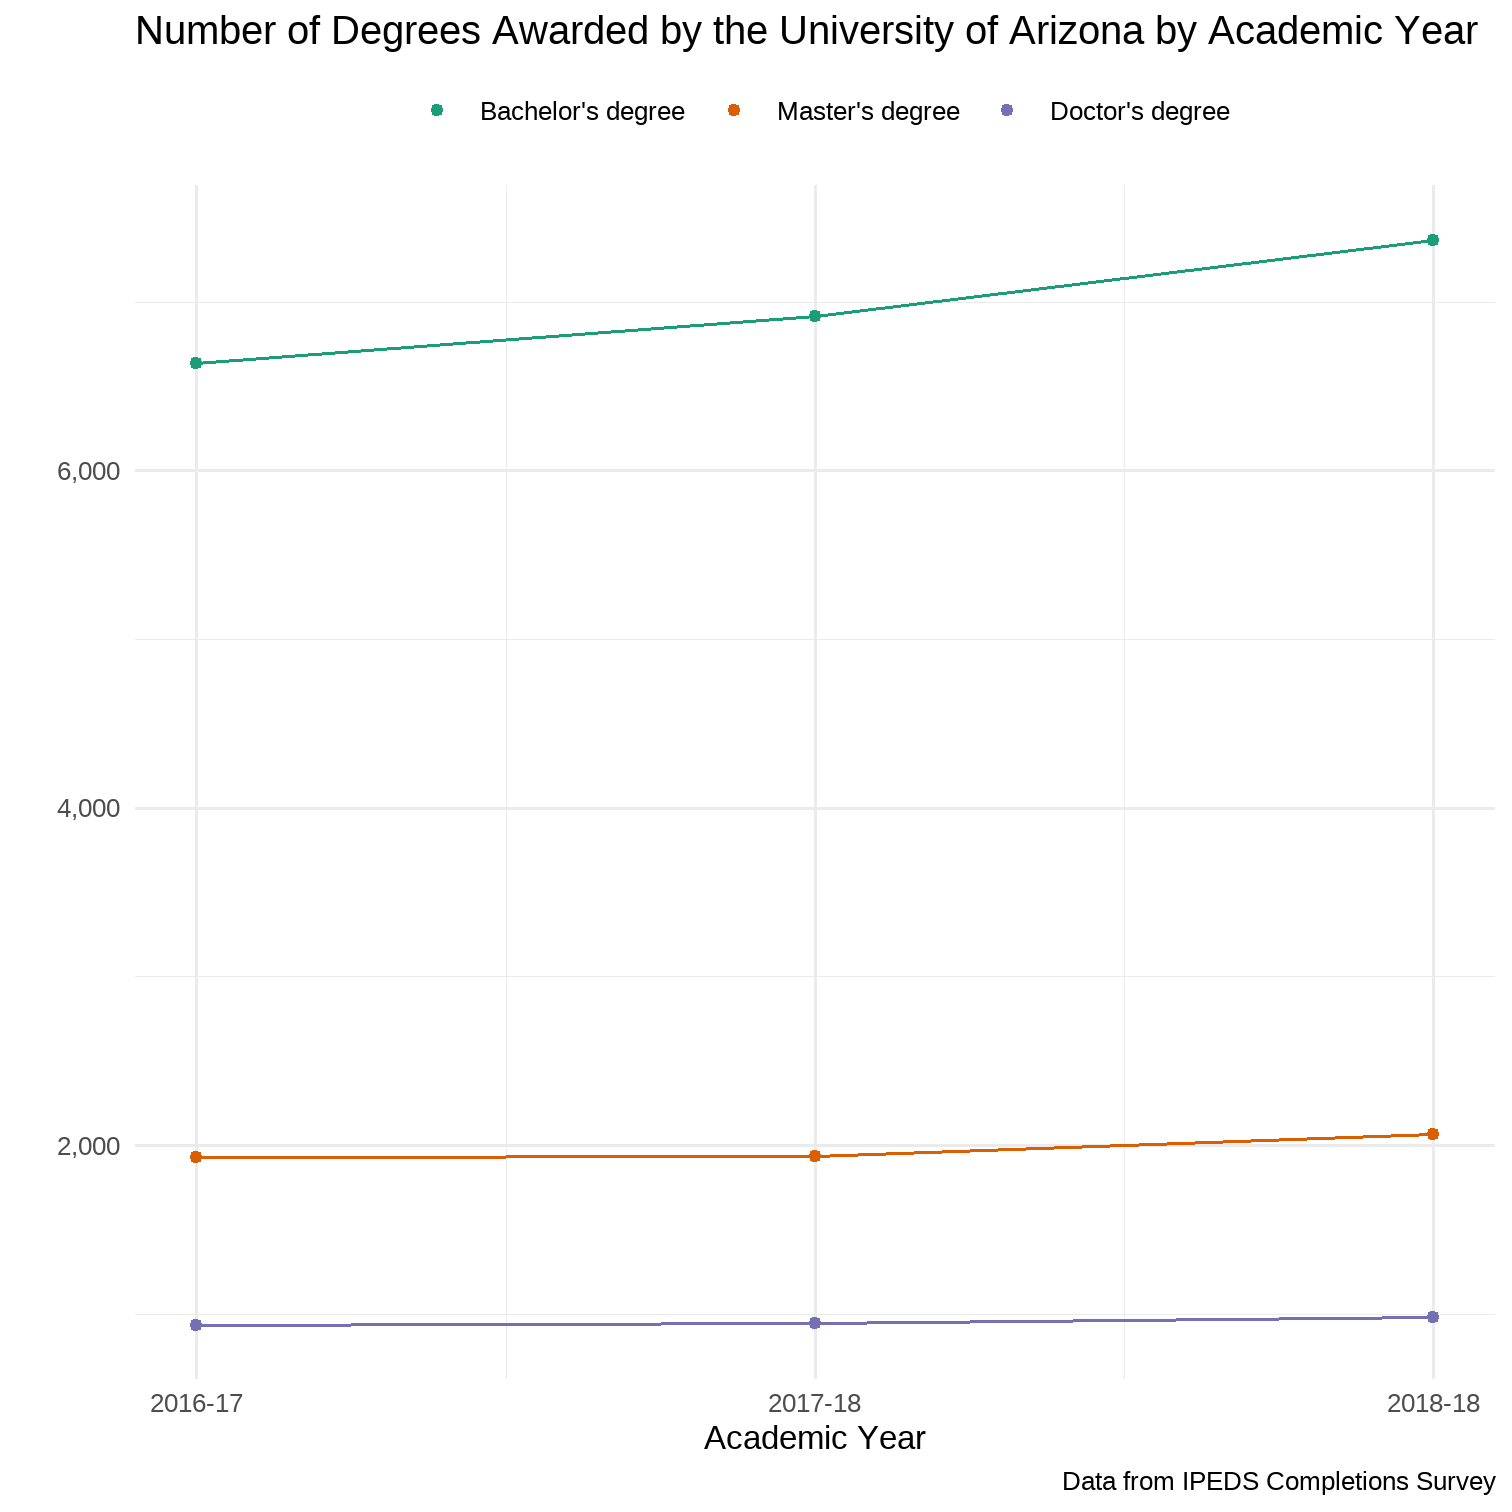 Number of Degrees Awarded by the University of Arizona by Academic Year
Bachelor's degree Master's degree Doctor's degree
6,000
4,000
2,000
2016-17 2017-18 2018-18
Academic Year
Data from IPEDS Completions Survey